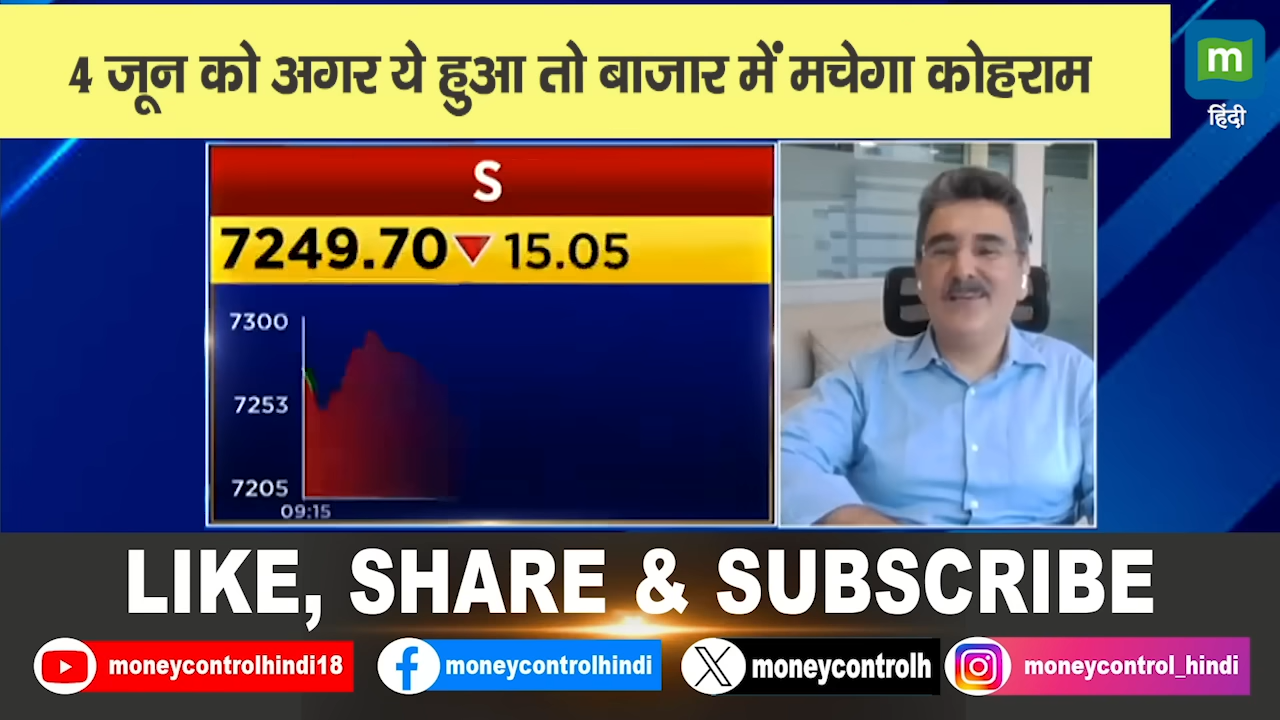 4 जून को अगर ये हुआ तो बाजार में मचेगा कोहराम
m
हिंदी
S
7249.70 15.05
7300
7253
7205
09:15
LIKE, SHARE & SUBSCRIBE
moneycontrolhindi18 moneycontrolhindi moneycontrolh moneycontrol_hindi